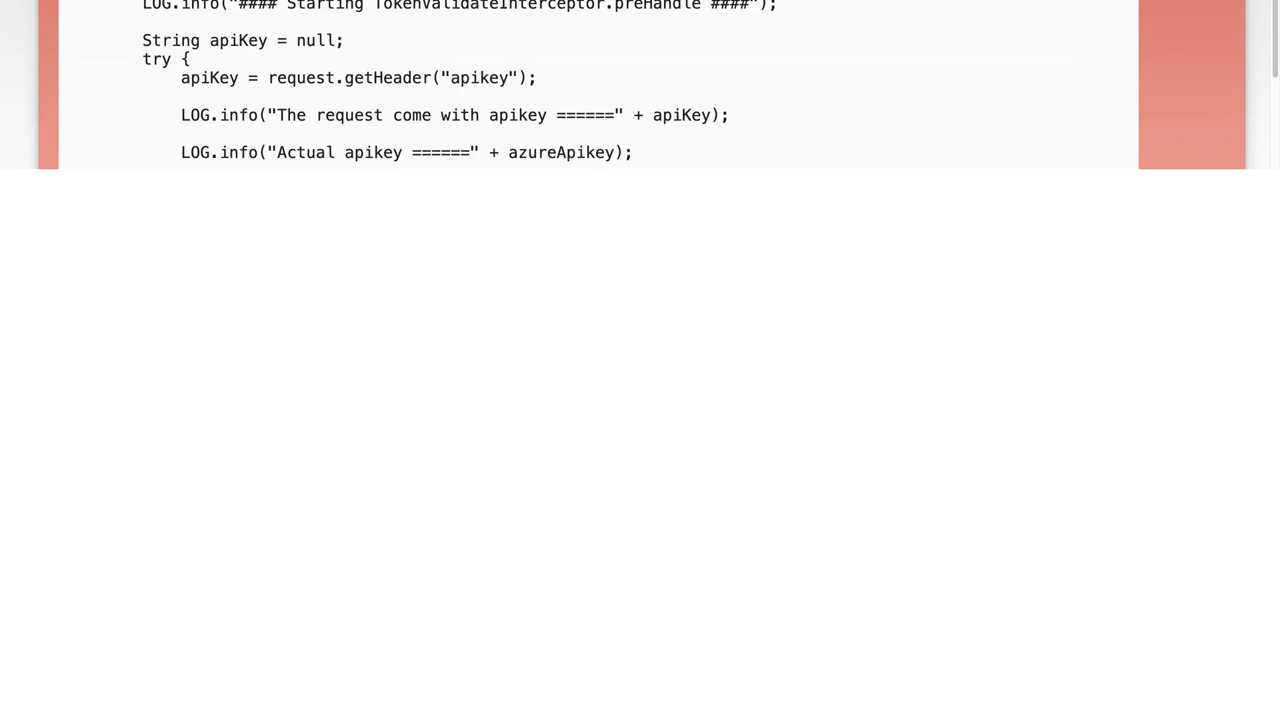 LOG.info("#### Starting TokenValidateInterceptor.preHandle ####");
String apiKey = null;
try {
apiKey = request.getHeader("apikey");
LOG.info("The request come with apikey ======" + apiKey);
LOG.info("Actual apikey ======" + azureApikey);